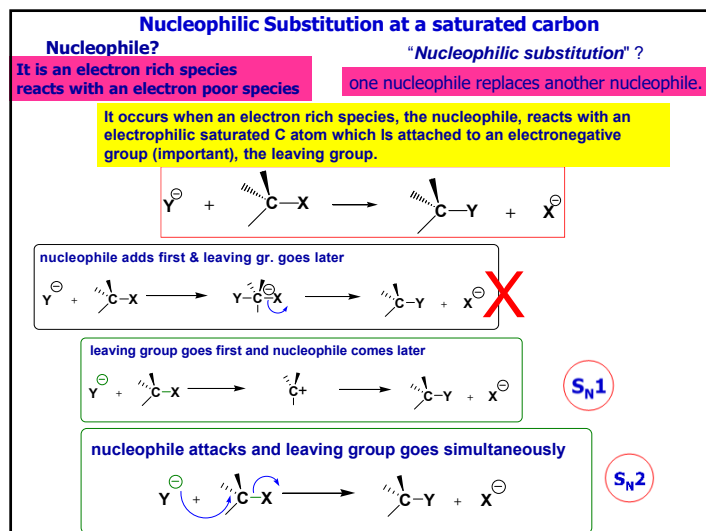 Nucleophilic Substitution at a saturated carbon
Nucleophile?
"Nucleophilic substitution" ?
It is an electron rich species
reacts with an electron poor species
one nucleophile replaces another nucleophile.
It occurs when an electron rich species, the nucleophile, reacts with an
electrophilic saturated C atom which Is attached to an electronegative
group (important), the leaving group.
Y⊖ + C–X → C–Y + X⊖
nucleophile adds first & leaving gr. goes later
Y⊖ + C–X → Y–C⊖–X → C–Y + X⊖ X
leaving group goes first and nucleophile comes later
Y⊖ + C–X → C+ → C–Y + X⊖
SN1
nucleophile attacks and leaving group goes simultaneously
Y⊖ + C–X → C–Y + X⊖
SN2